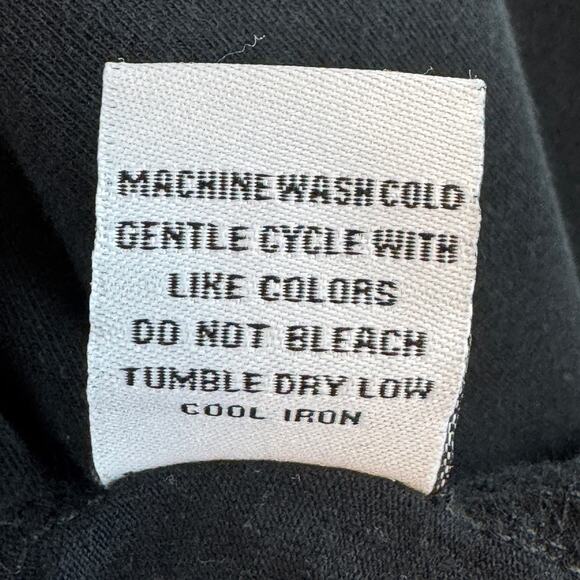 MACHINE WASH COLD
GENTLE CYCLE WITH
LIKE COLORS
DO NOT BLEACH
TUMBLE DRY LOW
COOL IRON